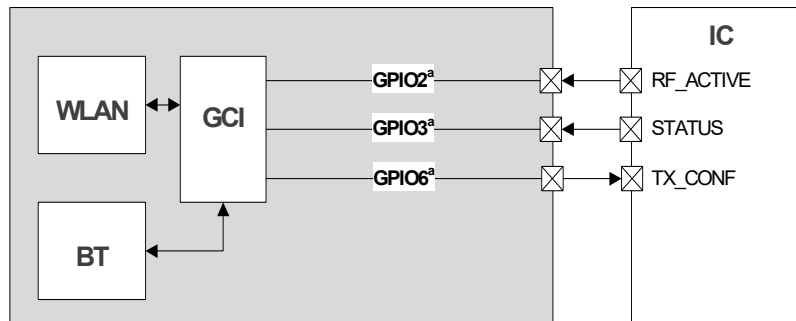 IC
WLAN
GCI
GPIO2ª
RF_ACTIVE
GPIO3ª
STATUS
GPIO6ª
TX_CONF
BT